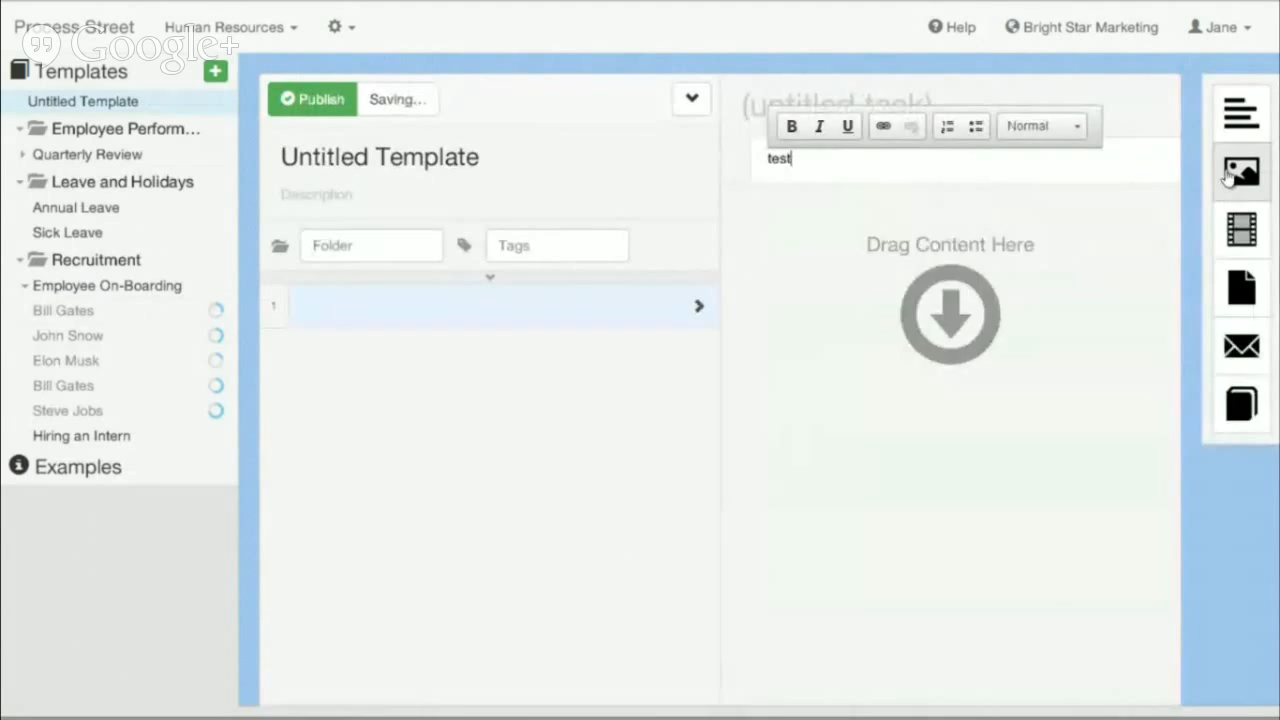 Process Street
Human Resources
Help
Bright Star Marketing
Jane
Google+
Templates
Untitled Template
Employee Perform...
Quarterly Review
Leave and Holidays
Annual Leave
Sick Leave
Recruitment
Employee On-Boarding
Bill Gates
John Snow
Elon Musk
Bill Gates
Steve Jobs
Hiring an Intern
Examples
Publish
Saving...
Untitled Template
Description
Folder
Tags
1
(untitled task)
B I U
Normal
test
Drag Content Here